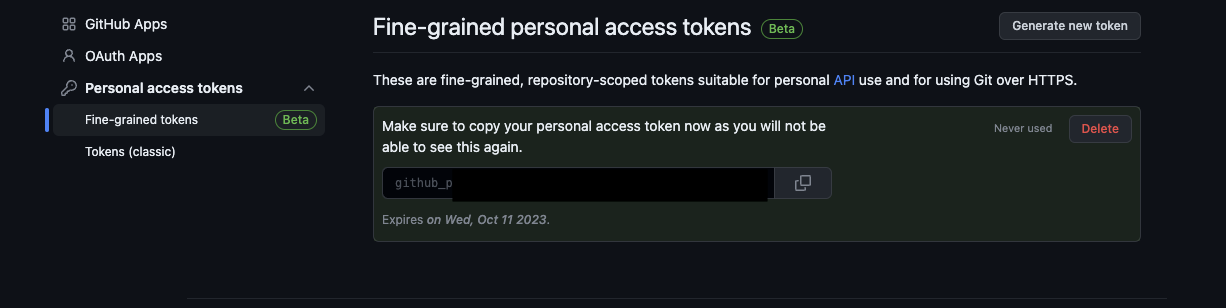 GitHub Apps
OAuth Apps
Personal access tokens
Fine-grained tokens Beta
Tokens (classic)
Fine-grained personal access tokens Beta
Generate new token
These are fine-grained, repository-scoped tokens suitable for personal API use and for using Git over HTTPS.
Make sure to copy your personal access token now as you will not be
able to see this again.
Never used
Delete
github_p
Expires on Wed, Oct 11 2023.